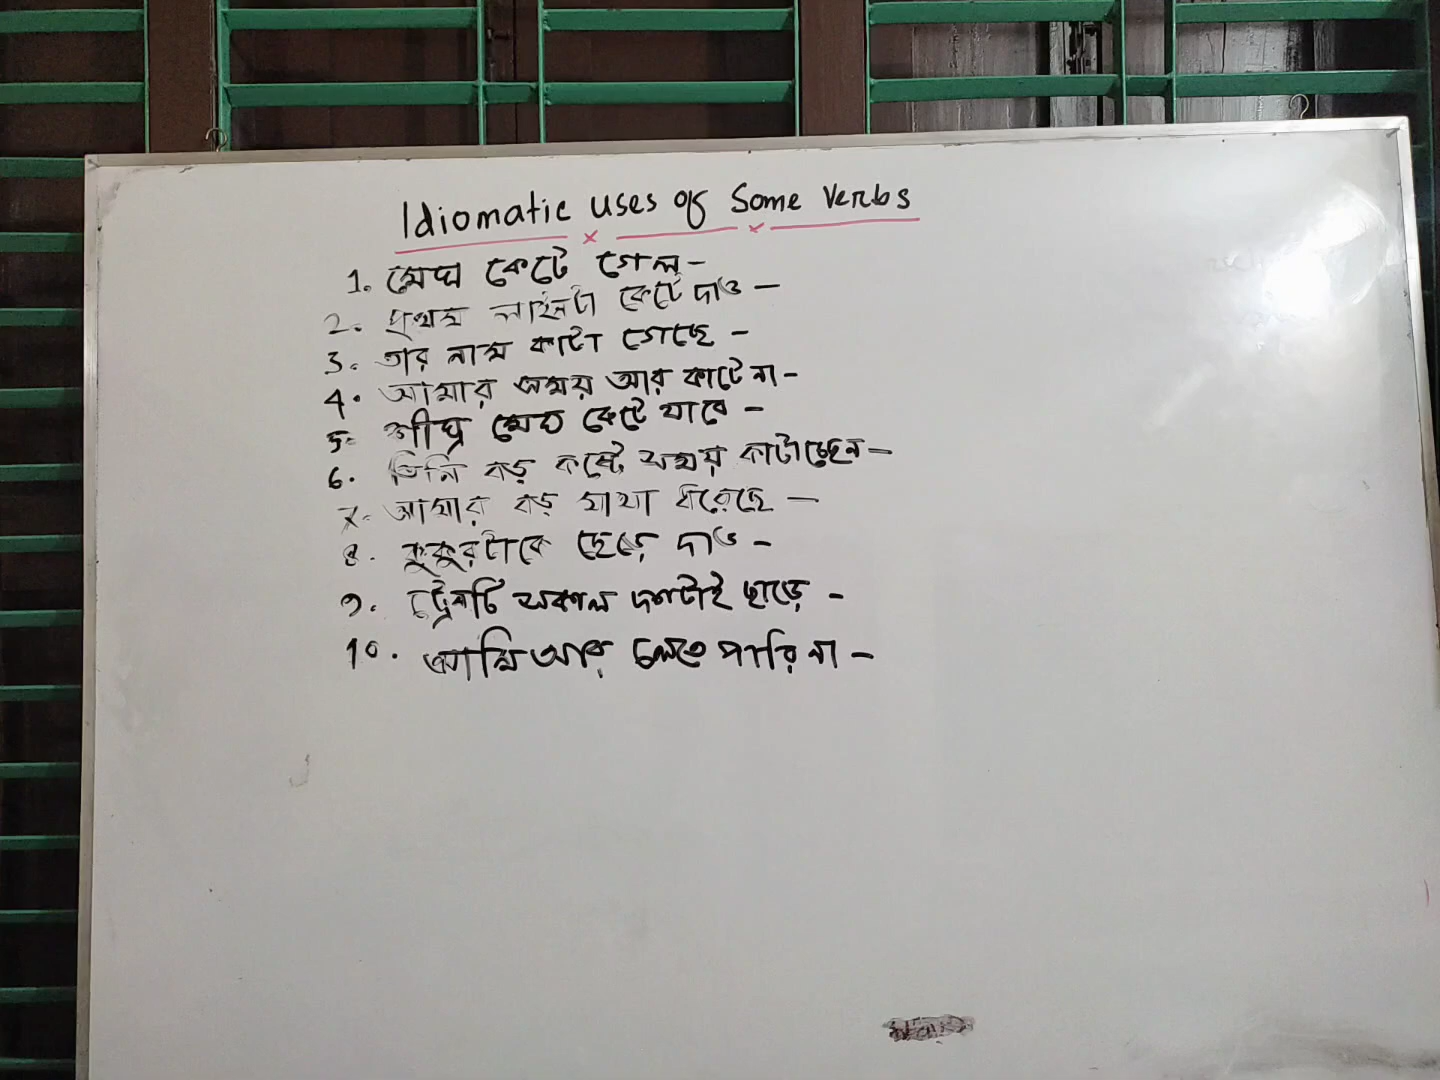 Idiomatic uses of Some Verbs
1. মেঘ কেটে গেল-
2. প্রথম লাইনটা কেটে দাও -
3. তার নাম কাটা গেছে -
4. আমার সময় আর কাটে না-
5. শীঘ্র মেঘ কেটে যাবে -
6. তিনি বড় কষ্টে সময় কাটাচ্ছেন-
7. আমার বড় মাথা ধরেছে -
8. কুকুরটাকে ছেড়ে দাও -
9. ট্রেনটি সকাল দশটাই ছাড়ে -
10. আমি আর চলতে পারি না -